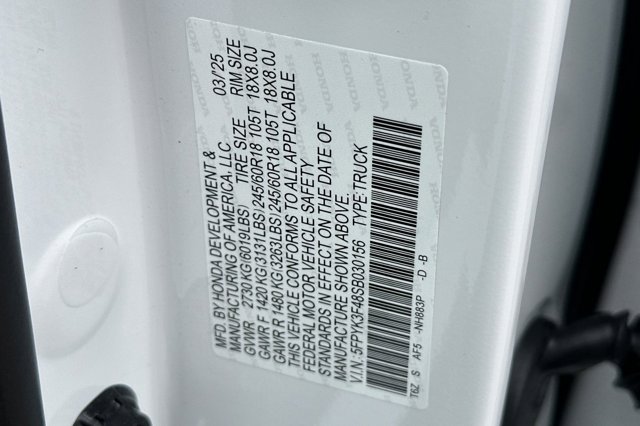 MFD. BY HONDA DEVELOPMENT &
MANUFACTURING OF AMERICA, LLC 03/25
GVWR 2730 KG(6019LBS) TIRE SIZE RIM SIZE
GAWR F 1420 KG(3131LBS) 245/60R18 105T 18X8.0J
GAWR R 1480 KG(3263LBS) 245/60R18 105T 18X8.0J
THIS VEHICLE CONFORMS TO ALL APPLICABLE
FEDERAL MOTOR VEHICLE SAFETY
STANDARDS IN EFFECT ON THE DATE OF
MANUFACTURE SHOWN ABOVE.
V.I.N.: 5FPYK3F48SB030156 TYPE: TRUCK
T6Z S AF5 -NH883P -D -B
HONDA HONDA HONDA